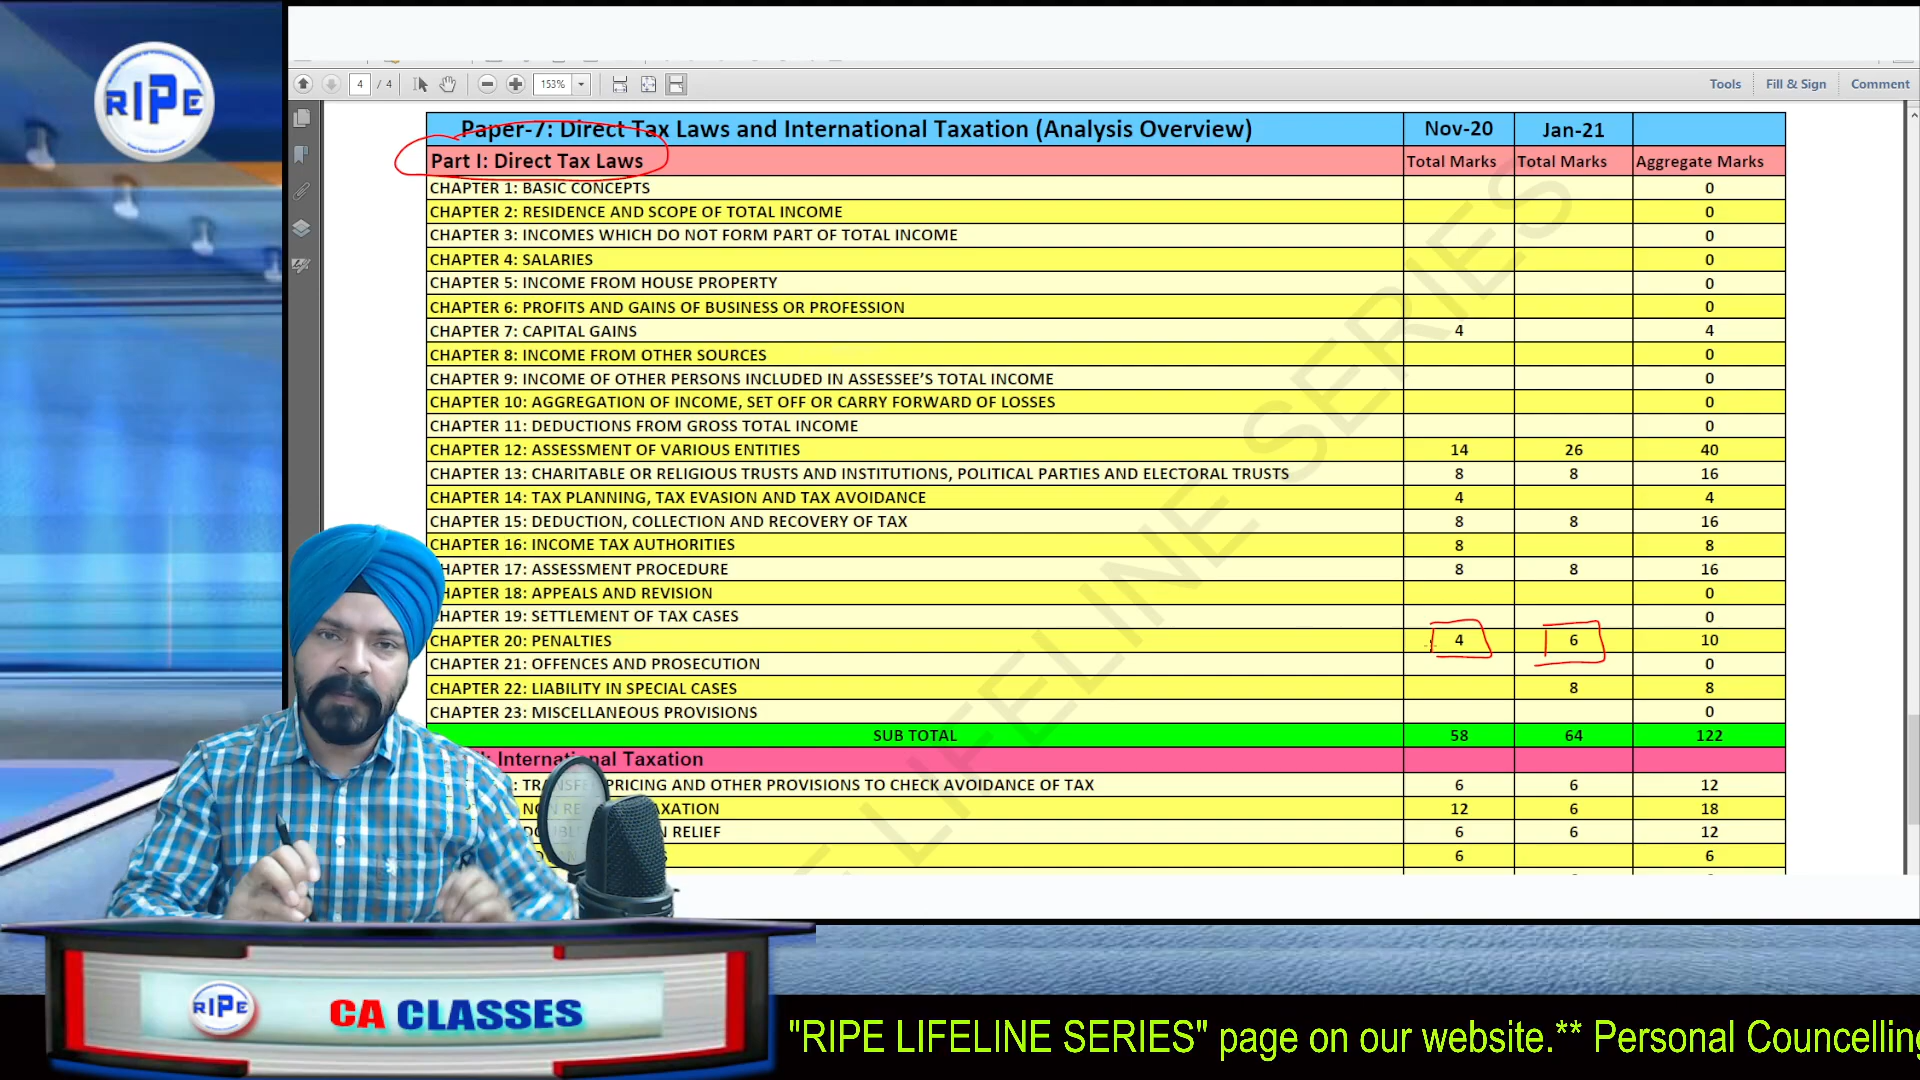 RIPE
4 / 4
153%
Tools
Fill & Sign
Comment
Paper-7: Direct Tax Laws and International Taxation (Analysis Overview) Nov-20 Jan-21
Part I: Direct Tax Laws Total Marks Total Marks Aggregate Marks
CHAPTER 1: BASIC CONCEPTS 0
CHAPTER 2: RESIDENCE AND SCOPE OF TOTAL INCOME 0
CHAPTER 3: INCOMES WHICH DO NOT FORM PART OF TOTAL INCOME 0
CHAPTER 4: SALARIES 0
CHAPTER 5: INCOME FROM HOUSE PROPERTY 0
CHAPTER 6: PROFITS AND GAINS OF BUSINESS OR PROFESSION 0
CHAPTER 7: CAPITAL GAINS 4 4
CHAPTER 8: INCOME FROM OTHER SOURCES 0
CHAPTER 9: INCOME OF OTHER PERSONS INCLUDED IN ASSESSEE'S TOTAL INCOME 0
CHAPTER 10: AGGREGATION OF INCOME, SET OFF OR CARRY FORWARD OF LOSSES 0
CHAPTER 11: DEDUCTIONS FROM GROSS TOTAL INCOME 0
CHAPTER 12: ASSESSMENT OF VARIOUS ENTITIES 14 26 40
CHAPTER 13: CHARITABLE OR RELIGIOUS TRUSTS AND INSTITUTIONS, POLITICAL PARTIES AND ELECTORAL TRUSTS 8 8 16
CHAPTER 14: TAX PLANNING, TAX EVASION AND TAX AVOIDANCE 4 4
CHAPTER 15: DEDUCTION, COLLECTION AND RECOVERY OF TAX 8 8 16
CHAPTER 16: INCOME TAX AUTHORITIES 8 8
CHAPTER 17: ASSESSMENT PROCEDURE 8 8 16
CHAPTER 18: APPEALS AND REVISION 0
CHAPTER 19: SETTLEMENT OF TAX CASES 0
CHAPTER 20: PENALTIES 4 6 10
CHAPTER 21: OFFENCES AND PROSECUTION 0
CHAPTER 22: LIABILITY IN SPECIAL CASES 8 8
CHAPTER 23: MISCELLANEOUS PROVISIONS 0
SUB TOTAL 58 64 122
International Taxation
PRICING AND OTHER PROVISIONS TO CHECK AVOIDANCE OF TAX 6 6 12
12 6 18
RELIEF 6 6 12
6 6
LIFELINE SERIES
RIPE CA CLASSES
"RIPE LIFELINE SERIES" page on our website.** Personal Councelling